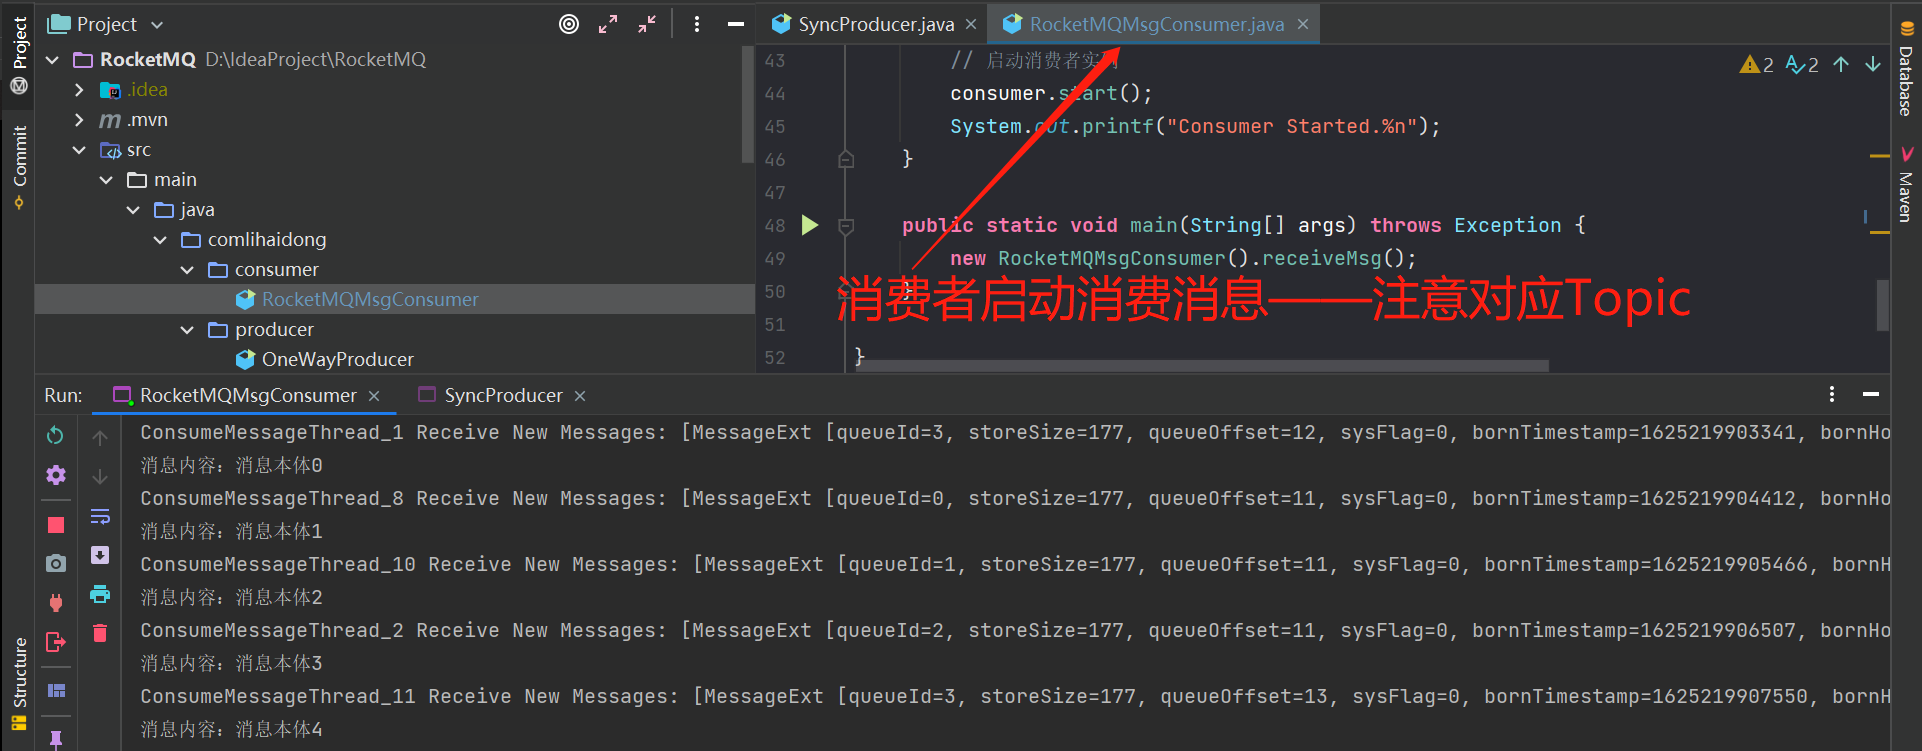 Project
SyncProducer.java
RocketMQMsgConsumer.java
RocketMQ D:\IdeaProject\RocketMQ
.idea
.mvn
src
main
java
comlihaidong
consumer
RocketMQMsgConsumer
producer
OneWayProducer
Project
Commit
Structure
43 // 启动消费者实
44 consumer.start();
45 System.out.printf("Consumer Started.%n");
46 }
47
48 public static void main(String[] args) throws Exception {
49 new RocketMQMsgConsumer().receiveMsg();
50 }
51
52 }
2 2
消费者启动消费消息——注意对应Topic
Database
Maven
Run: RocketMQMsgConsumer SyncProducer
ConsumeMessageThread_1 Receive New Messages: [MessageExt [queueId=3, storeSize=177, queueOffset=12, sysFlag=0, bornTimestamp=1625219903341, bornHo
消息内容：消息本体0
ConsumeMessageThread_8 Receive New Messages: [MessageExt [queueId=0, storeSize=177, queueOffset=11, sysFlag=0, bornTimestamp=1625219904412, bornHo
消息内容：消息本体1
ConsumeMessageThread_10 Receive New Messages: [MessageExt [queueId=1, storeSize=177, queueOffset=11, sysFlag=0, bornTimestamp=1625219905466, bornH
消息内容：消息本体2
ConsumeMessageThread_2 Receive New Messages: [MessageExt [queueId=2, storeSize=177, queueOffset=11, sysFlag=0, bornTimestamp=1625219906507, bornHo
消息内容：消息本体3
ConsumeMessageThread_11 Receive New Messages: [MessageExt [queueId=3, storeSize=177, queueOffset=13, sysFlag=0, bornTimestamp=1625219907550, bornH
消息内容：消息本体4